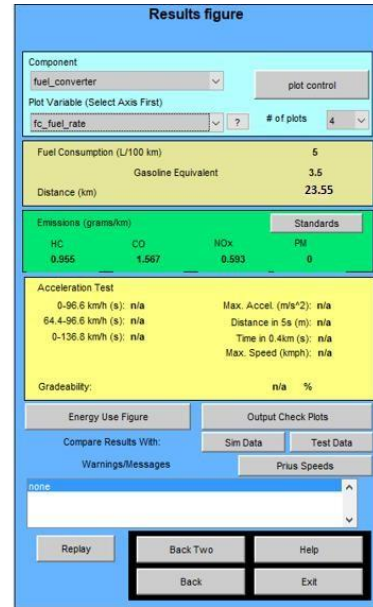 Results figure
Component
fuel_converter
plot control
Plot Variable (Select Axis First)
fc_fuel_rate ? # of plots 4
Fuel Consumption (L/100 km) 5
Gasoline Equivalent 3.5
Distance (km) 23.55
Emissions (grams/km) Standards
HC CO NOx PM
0.955 1.567 0.593 0
Acceleration Test
0-96.6 km/h (s): n/a Max. Accel. (m/s^2): n/a
64.4-96.6 km/h (s): n/a Distance in 5s (m): n/a
0-136.8 km/h (s): n/a Time in 0.4km (s): n/a
Max. Speed (kmph): n/a
Gradeability: n/a %
Energy Use Figure Output Check Plots
Compare Results With: Sim Data Test Data
Warnings/Messages Prius Speeds
none
Replay Back Two Help
Back Exit